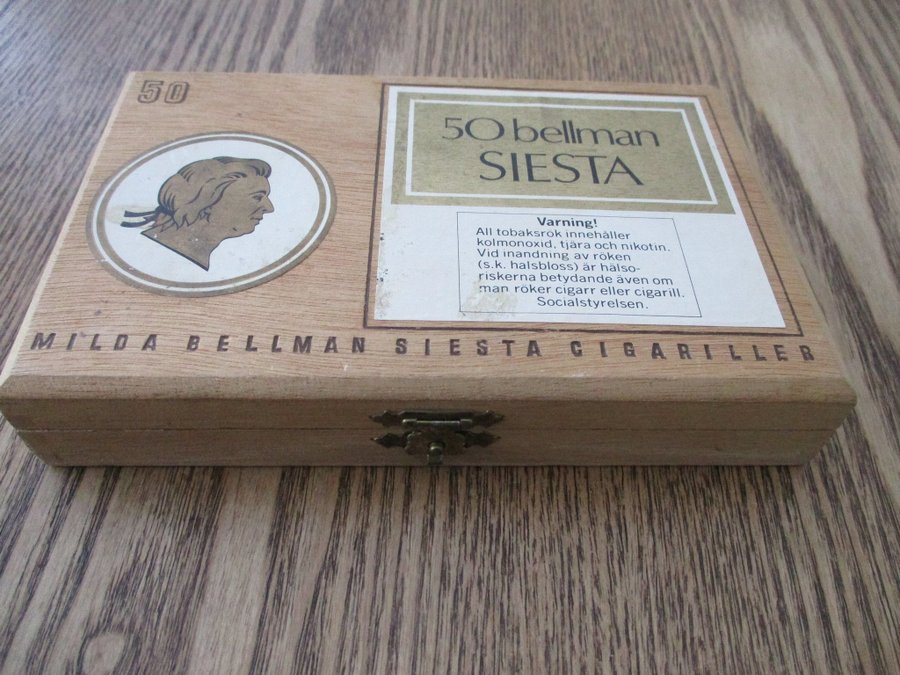 50
50 bellman
SIESTA
Varning!
All tobaksrök innehåller
kolmonoxid, tjära och nikotin.
Vid inandning av röken
(s.k. halsbloss) är hälso-
riskerna betydande även om
man röker cigarr eller cigarill.
Socialstyrelsen.
MILDA BELLMAN SIESTA CIGARILLER